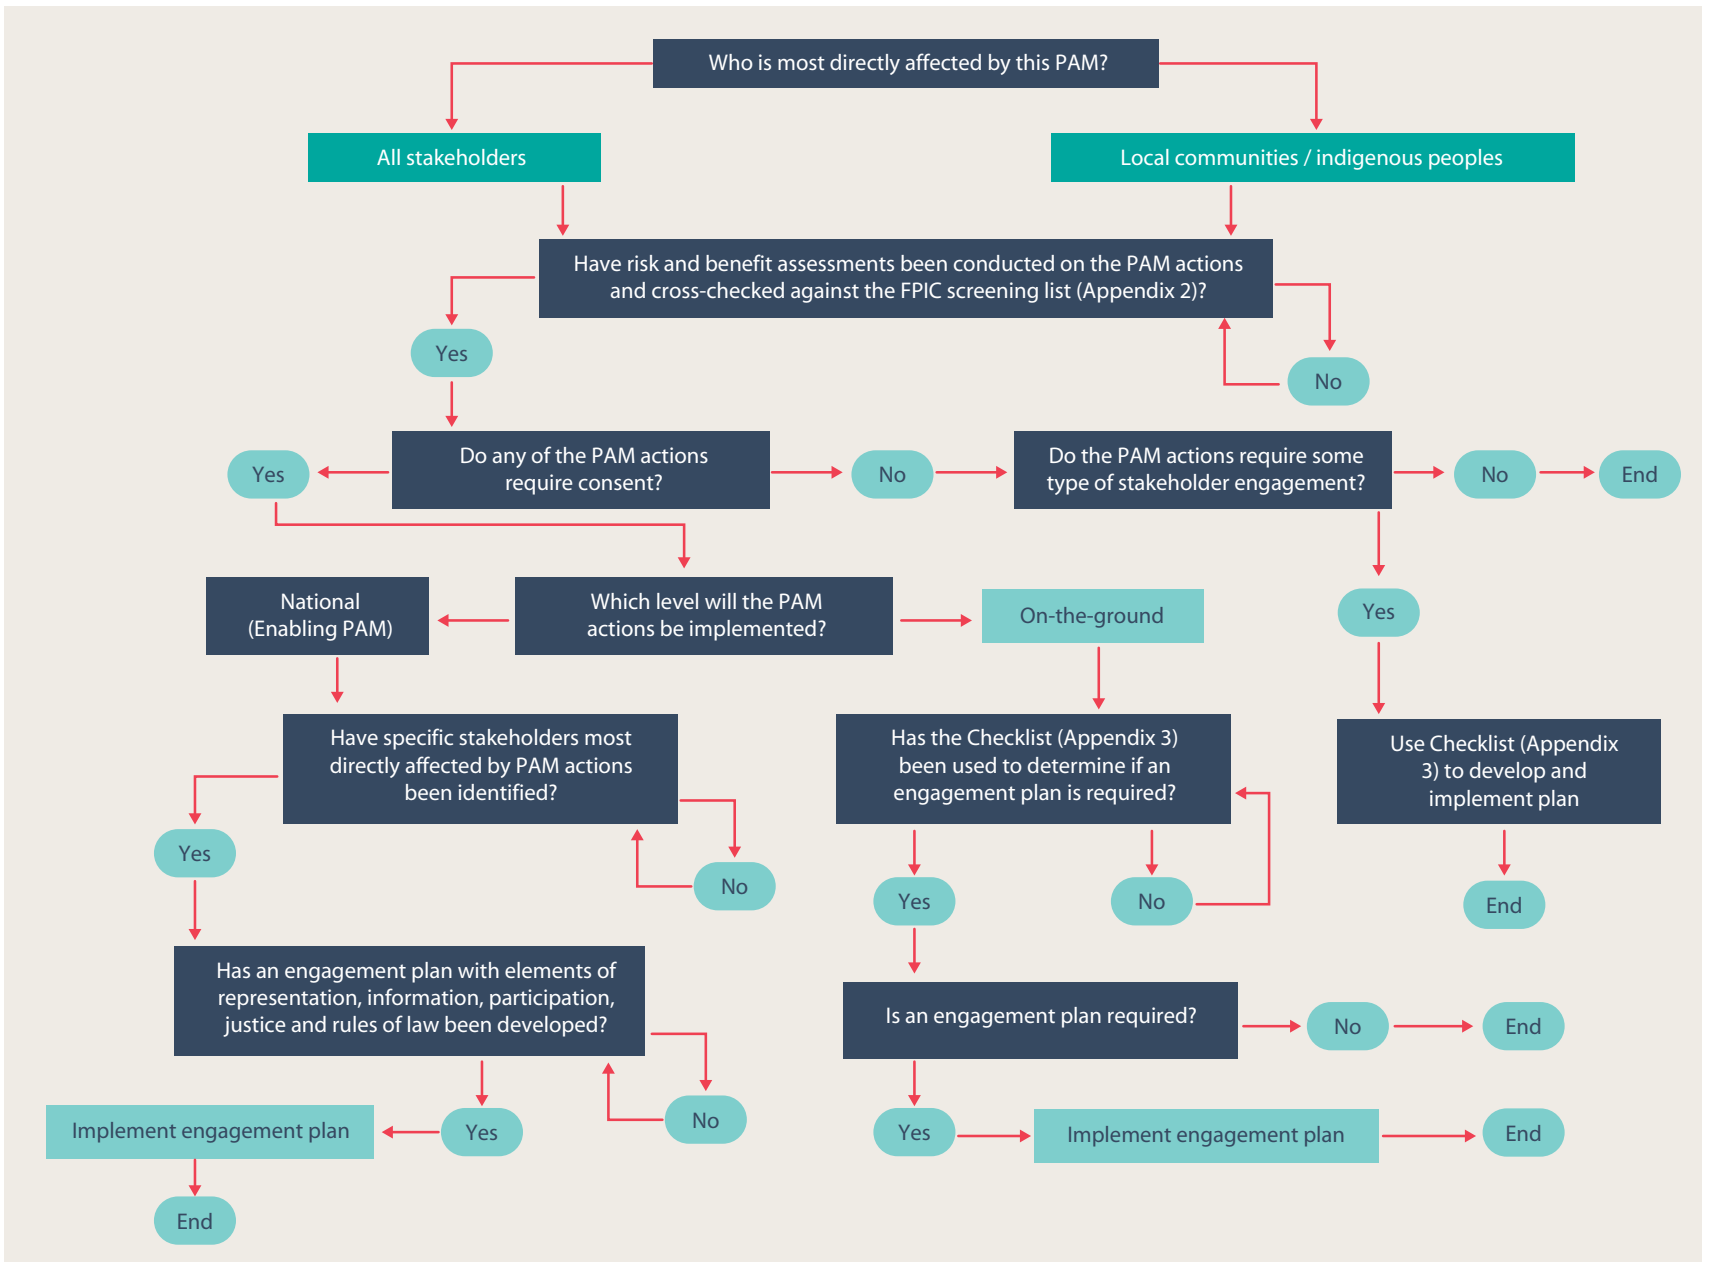 Who is most directly affected by this PAM?
All stakeholders
Local communities / indigenous peoples
Have risk and benefit assessments been conducted on the PAM actions
and cross-checked against the FPIC screening list (Appendix 2)?
Yes
No
Do any of the PAM actions
require consent?
Yes
No
Do the PAM actions require some
type of stakeholder engagement?
No
End
National
(Enabling PAM)
Which level will the PAM
actions be implemented?
On-the-ground
Yes
Have specific stakeholders most
directly affected by PAM actions
been identified?
Has the Checklist (Appendix 3)
been used to determine if an
engagement plan is required?
Use Checklist (Appendix
3) to develop and
implement plan
Yes
No
Yes
No
End
Has an engagement plan with elements of
representation, information, participation,
justice and rules of law been developed?
Is an engagement plan required?
No
End
Implement engagement plan
Yes
No
Yes
Implement engagement plan
End
End